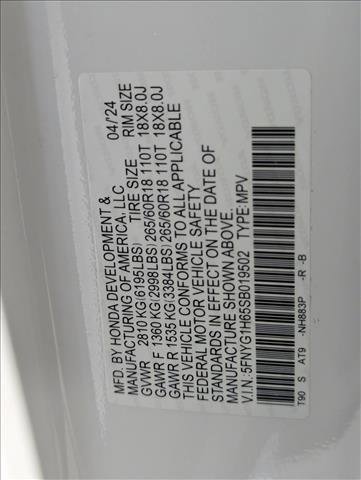 MFD. BY HONDA DEVELOPMENT & 04/'24
MANUFACTURING OF AMERICA, LLC
TIRE SIZE RIM SIZE
GVWR 2810 KG(6195LBS)
GAWR F 1360 KG(2998LBS)265/60R18 110T 18X8.0J
GAWR R 1535 KG(3384LBS)265/60R18 110T 18X8.0J
THIS VEHICLE CONFORMS TO ALL APPLICABLE
FEDERAL MOTOR VEHICLE SAFETY
STANDARDS IN EFFECT ON THE DATE OF
MANUFACTURE SHOWN ABOVE.
V.I.N.: 5FNYG1H65SB019502 TYPE:MPV
T90 S AT9 -NH883P -R -B